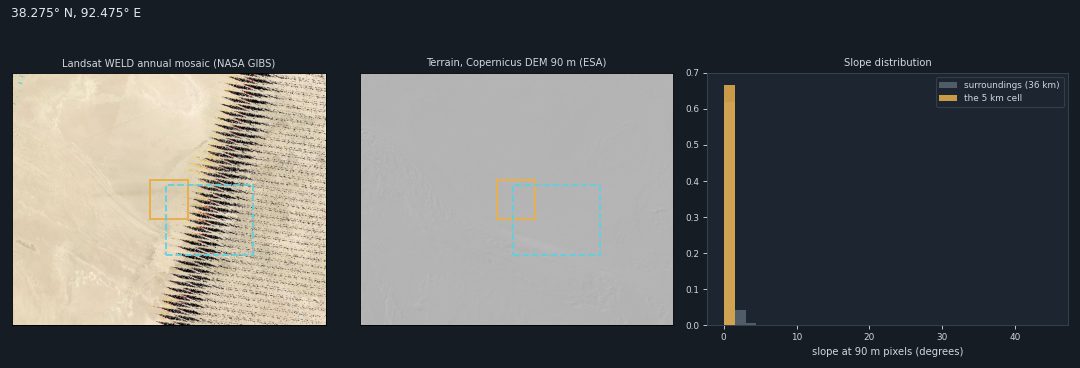 38.275° N, 92.475° E
Landsat WELD annual mosaic (NASA GIBS)
Terrain, Copernicus DEM 90 m (ESA)
Slope distribution
surroundings (36 km)
the 5 km cell
0.7
0.6
0.5
0.4
0.3
0.2
0.1
0.0
0 10 20 30 40
slope at 90 m pixels (degrees)